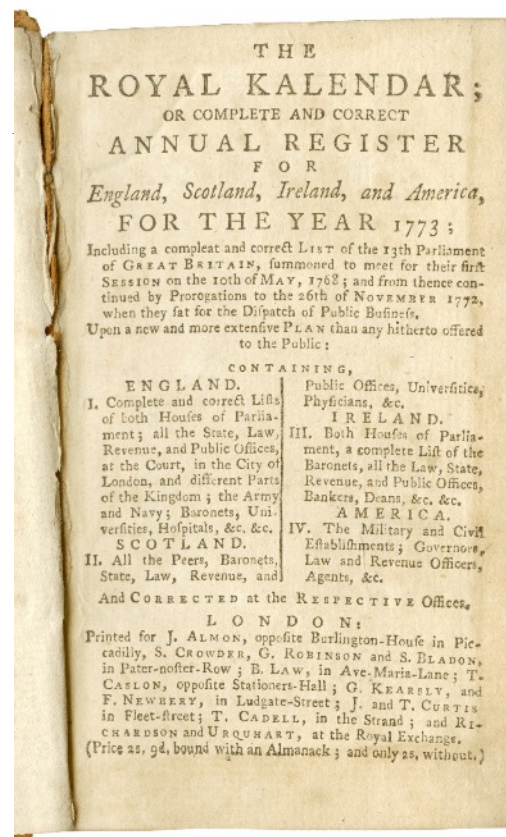 THE
ROYAL KALENDAR;
OR COMPLETE AND CORRECT
ANNUAL REGISTER
FOR
England, Scotland, Ireland, and America,
FOR THE YEAR 1773;
Including a compleat and correct LIST of the 13th Parliament
of GREAT BRITAIN, ſummoned to meet for their firſt
SESSION on the 10th of MAY, 1768; and from thence con-
tinued by Prorogations to the 26th of NOVEMBER 1772,
when they ſat for the Diſpatch of Public Buſineſs.
Upon a new and more extenſive PLAN than any hitherto offered
to the Public:
CONTAINING,
ENGLAND.
I. Complete and correct Liſts
of both Houſes of Parlia-
ment; all the State, Law,
Revenue, and Public Offices,
at the Court, in the City of
London, and different Parts
of the Kingdom; the Army
and Navy; Baronets, Uni-
verſities, Hoſpitals, &c. &c.
SCOTLAND.
II. All the Peers, Baronets,
State, Law, Revenue, and
Public Offices, Univerſities,
Phyſicians, &c.
IRELAND.
III. Both Houſes of Parlia-
ment, a complete Liſt of the
Baronets, all the Law, State,
Revenue, and Public Offices,
Bankers, Deans, &c. &c.
AMERICA.
IV. The Military and Civil
Eſtabliſhments; Governors,
Law and Revenue Officers,
Agents, &c.
And CORRECTED at the RESPECTIVE Offices.
LONDON:
Printed for J. ALMON, oppoſite Burlington-Houſe in Pic-
cadilly, S. CROWDER, G. ROBINSON and S. BLADON,
in Pater-noſter-Row; B. LAW, in Ave-Maria-Lane; T.
CASLON, oppoſite Stationers-Hall; G. KEARSLY, and
F. NEWBERY, in Ludgate-Street; J. and T. CURTIS
in Fleet-ſtreet; T. CADELL, in the Strand; and RI-
CHARDSON and URQUHART, at the Royal Exchange.
(Price 2s, 9d, bound with an Almanack; and only 2s, without.)